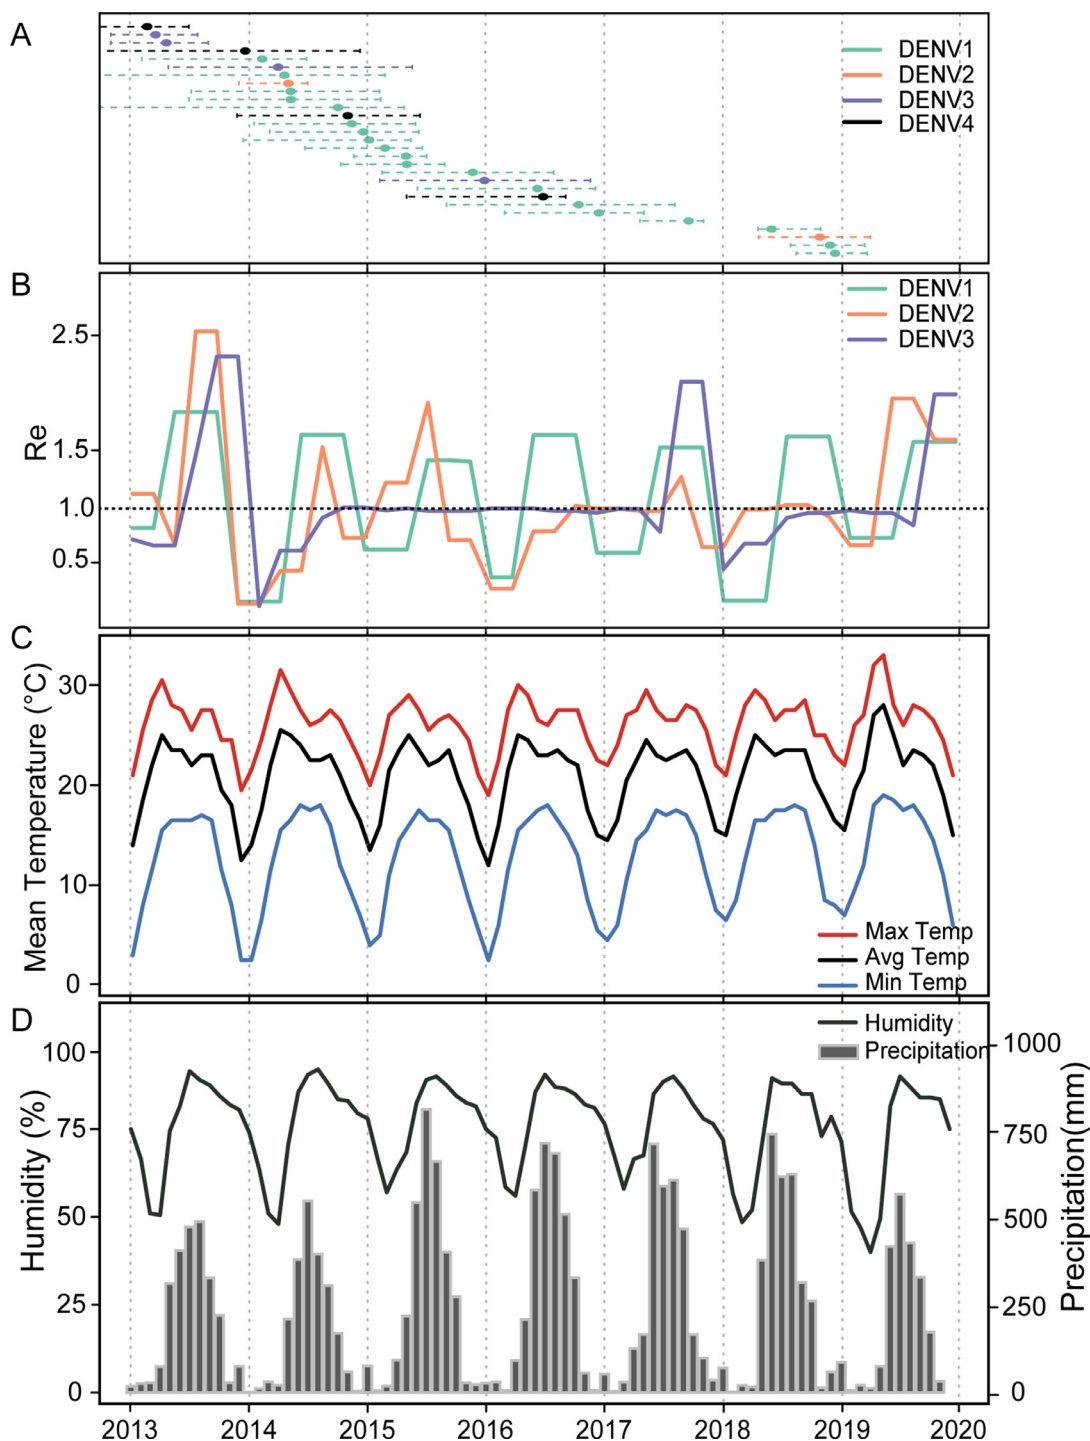 A
DENV1
DENV2
DENV3
DENV4
B
DENV1
DENV2
DENV3
Re
2.5
1.5
1.0
0.5
C
Mean Temperature (°C)
30
20
10
0
Max Temp
Avg Temp
Min Temp
D
Humidity
Precipitation
Humidity (%)
100
75
50
25
0
Precipitation(mm)
1000
750
500
250
0
2013 2014 2015 2016 2017 2018 2019 2020